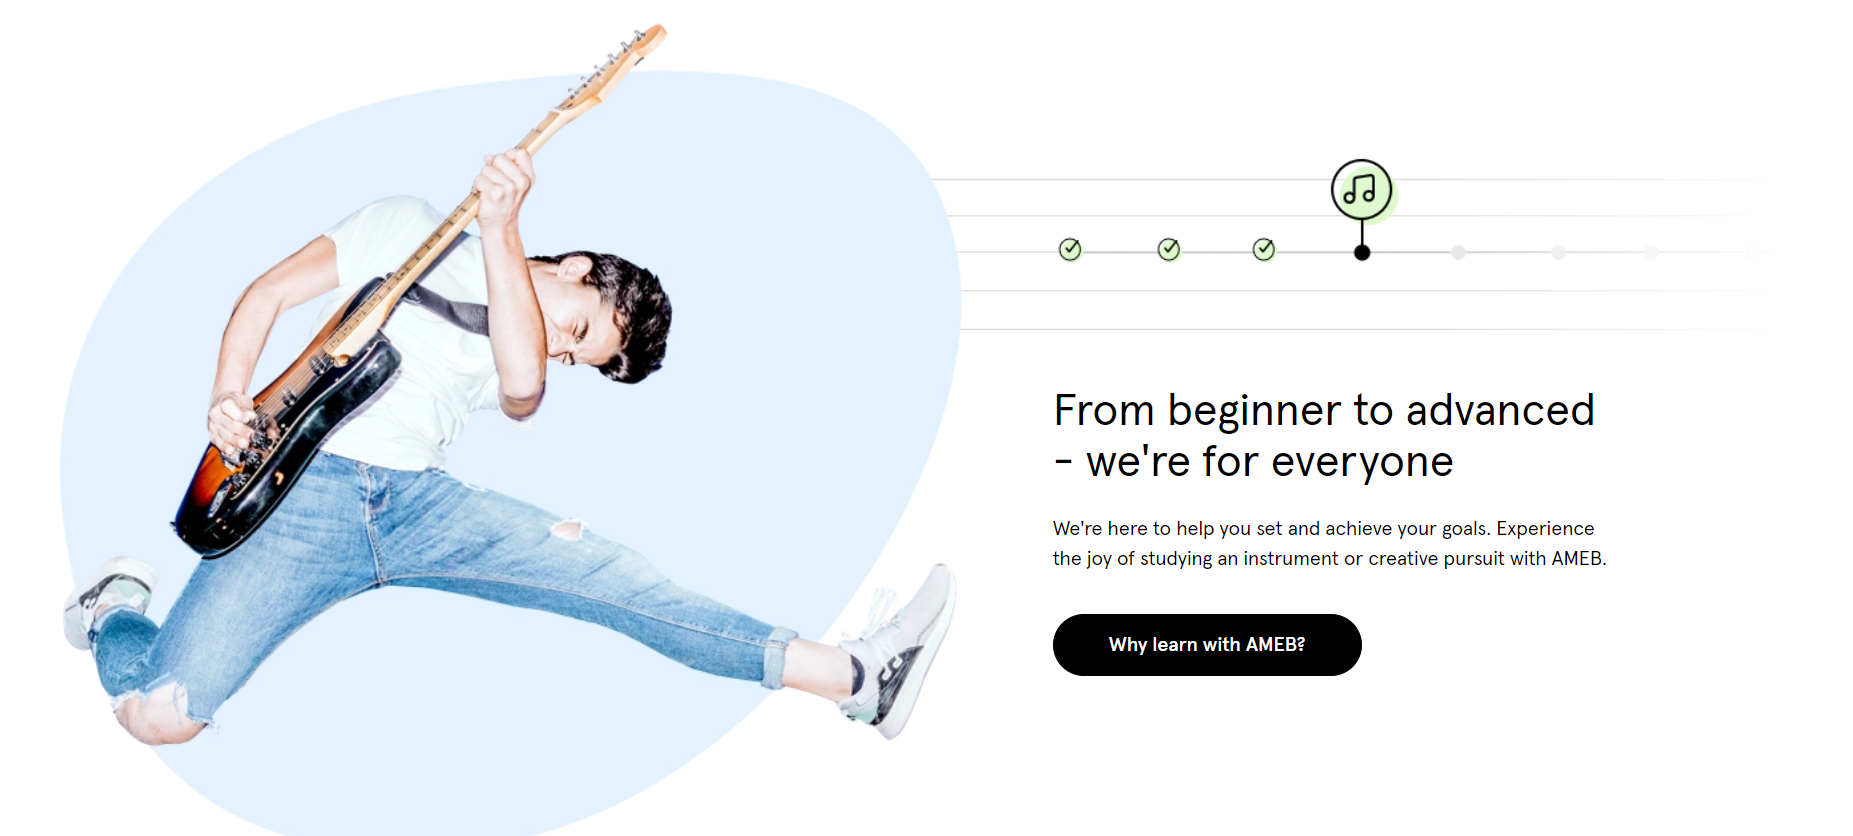 From beginner to advanced
- we're for everyone
We're here to help you set and achieve your goals. Experience
the joy of studying an instrument or creative pursuit with AMEB.
Why learn with AMEB?